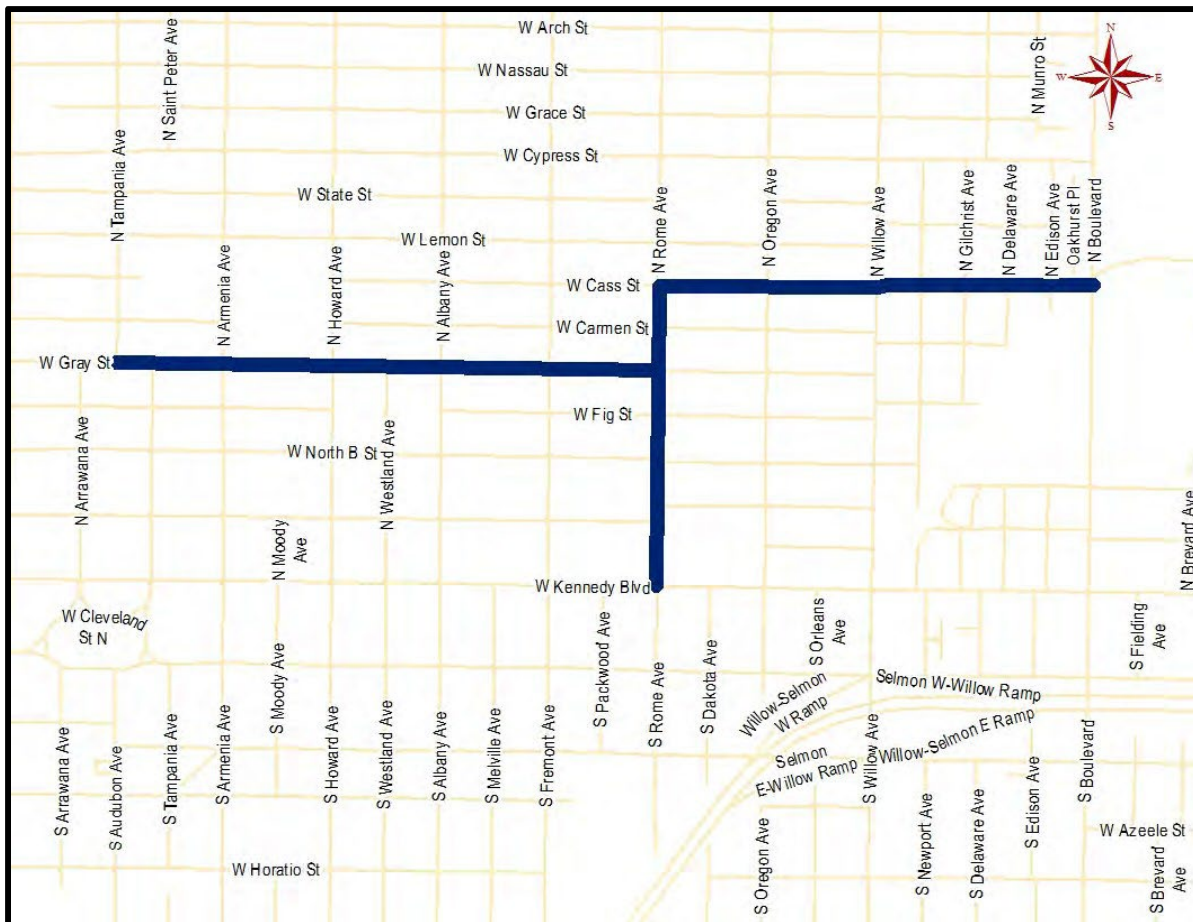 W Arch St
N Saint Peter Ave
W Nassau St
N Munro St
N
W
E
S
W Grace St
W Cypress St
N Tampania Ave
W State St
N Rome Ave
N Oregon Ave
N Willow Ave
N Gilchrist Ave
N Delaware Ave
N Edison Ave
Oakhurst Pl
N Boulevard
W Lemon St
N Armenia Ave
N Howard Ave
N Albany Ave
W Cass St
W Carmen St
W Gray St
W Fig St
N Arrawana Ave
W North B St
N Westland Ave
N Moody
Ave
N Brevard Ave
W Kennedy Blvd
W Cleveland
St N
S Moody Ave
S Packwood Ave
S Rome Ave
S Dakota Ave
S Orleans
Ave
S Fielding
Ave
Willow-Selmon
W Ramp
Selmon W-Willow Ramp
Willow-Selmon E Ramp
Selmon
E-Willow Ramp
S Arrawana Ave
S Audubon Ave
S Tampania Ave
S Armenia Ave
S Howard Ave
S Westland Ave
S Albany Ave
S Melville Ave
S Fremont Ave
S Willow Ave
S Boulevard
S Oregon Ave
S Newport Ave
S Delaware Ave
S Edison Ave
W Azeele St
S Brevard
Ave
W Horatio St